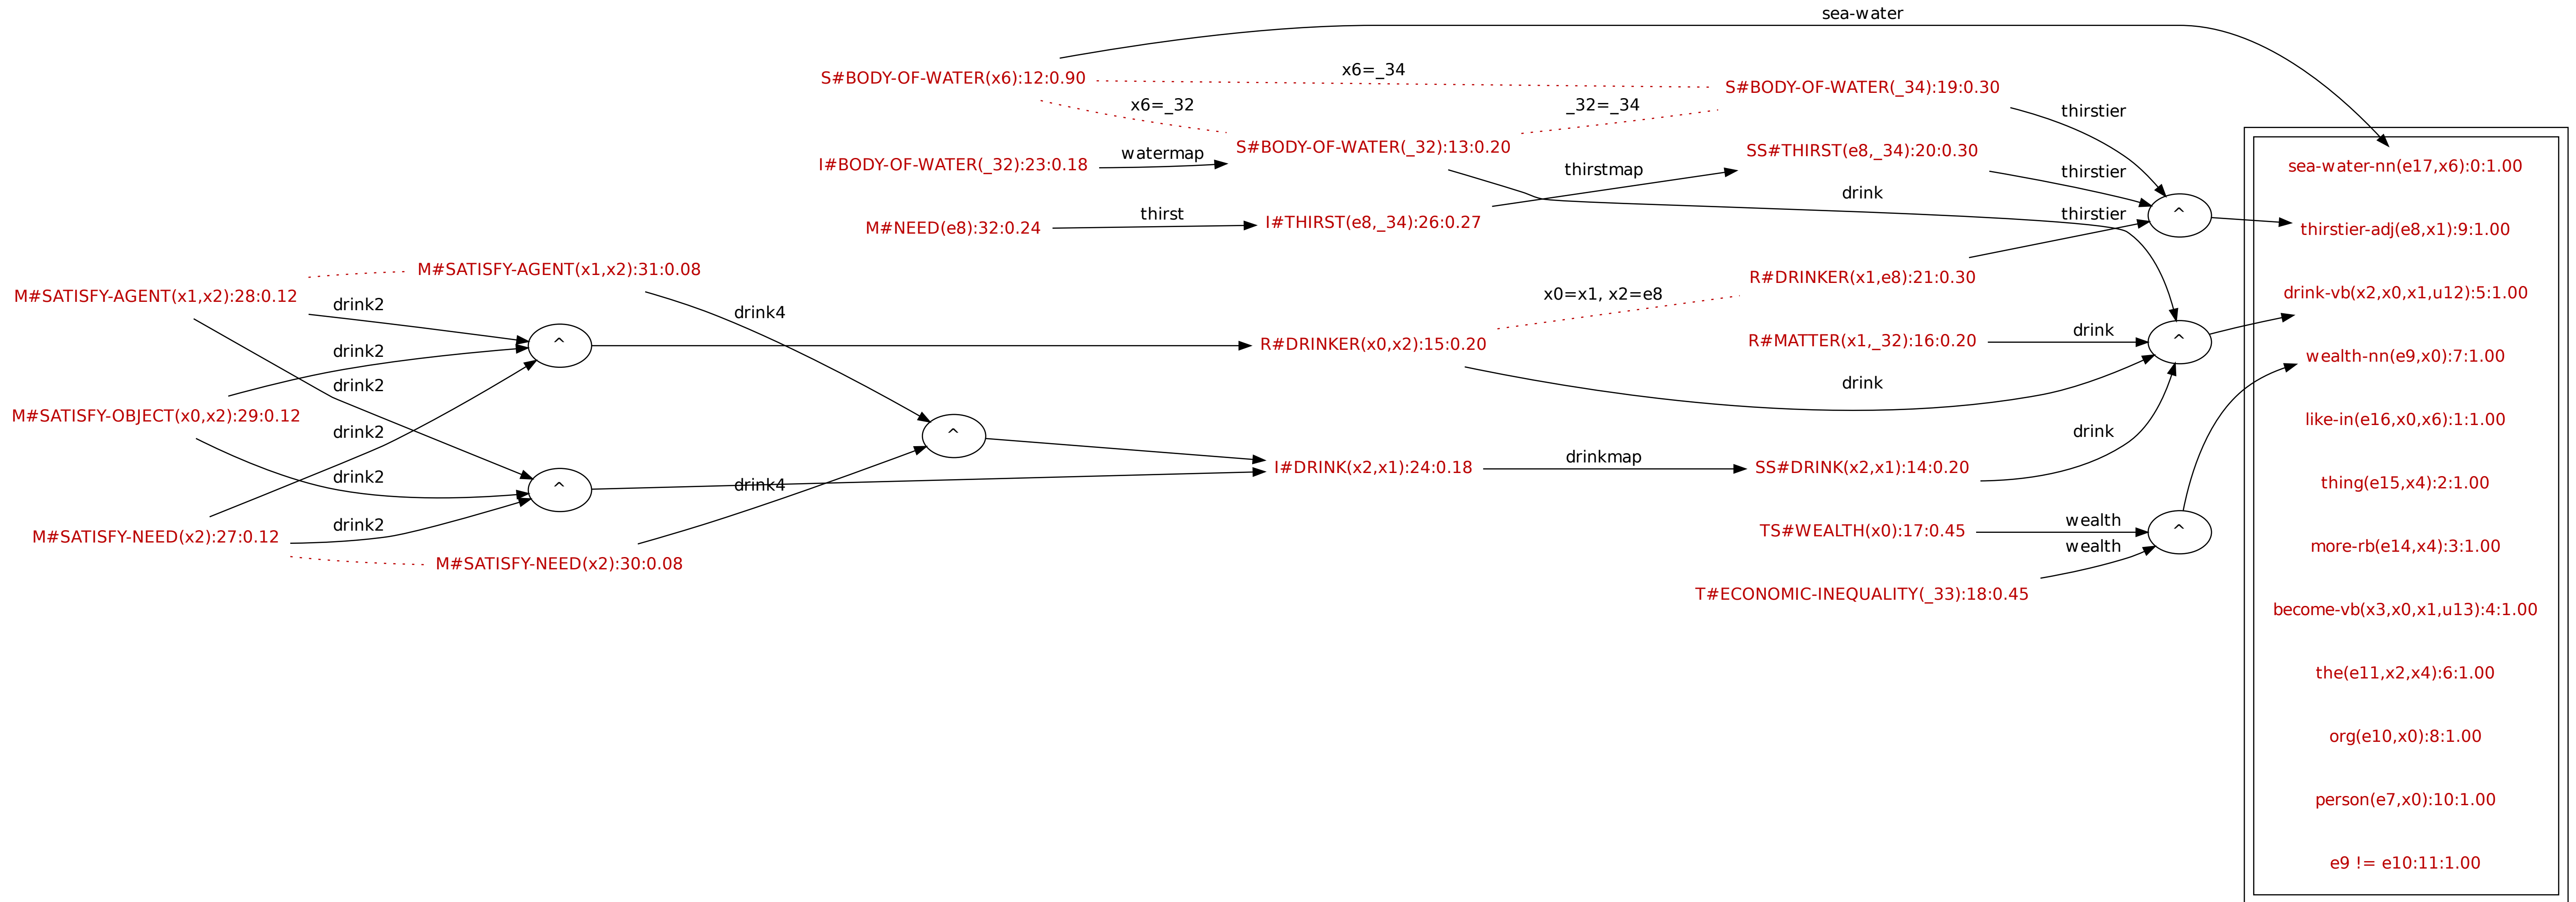 sea-water
S#BODY-OF-WATER(x6):12:0.90
x6=_34
S#BODY-OF-WATER(_34):19:0.30
x6=_32
_32=_34
thirstier
S#BODY-OF-WATER(_32):13:0.20
SS#THIRST(e8,_34):20:0.30
I#BODY-OF-WATER(_32):23:0.18
watermap
thirstmap
thirstier
sea-water-nn(e17,x6):0:1.00
drink
M#NEED(e8):32:0.24
thirst
I#THIRST(e8,_34):26:0.27
thirstier
^
thirstier-adj(e8,x1):9:1.00
M#SATISFY-AGENT(x1,x2):31:0.08
M#SATISFY-AGENT(x1,x2):28:0.12
drink2
drink4
x0=x1, x2=e8
R#DRINKER(x1,e8):21:0.30
drink-vb(x2,x0,x1,u12):5:1.00
drink2
^
R#DRINKER(x0,x2):15:0.20
R#MATTER(x1,_32):16:0.20
drink
^
wealth-nn(e9,x0):7:1.00
drink2
drink
M#SATISFY-OBJECT(x0,x2):29:0.12
drink2
^
drink
like-in(e16,x0,x6):1:1.00
drink2
^
drink4
I#DRINK(x2,x1):24:0.18
drinkmap
SS#DRINK(x2,x1):14:0.20
thing(e15,x4):2:1.00
M#SATISFY-NEED(x2):27:0.12
drink2
M#SATISFY-NEED(x2):30:0.08
TS#WEALTH(x0):17:0.45
wealth
wealth
^
more-rb(e14,x4):3:1.00
T#ECONOMIC-INEQUALITY(_33):18:0.45
become-vb(x3,x0,x1,u13):4:1.00
the(e11,x2,x4):6:1.00
org(e10,x0):8:1.00
person(e7,x0):10:1.00
e9 != e10:11:1.00